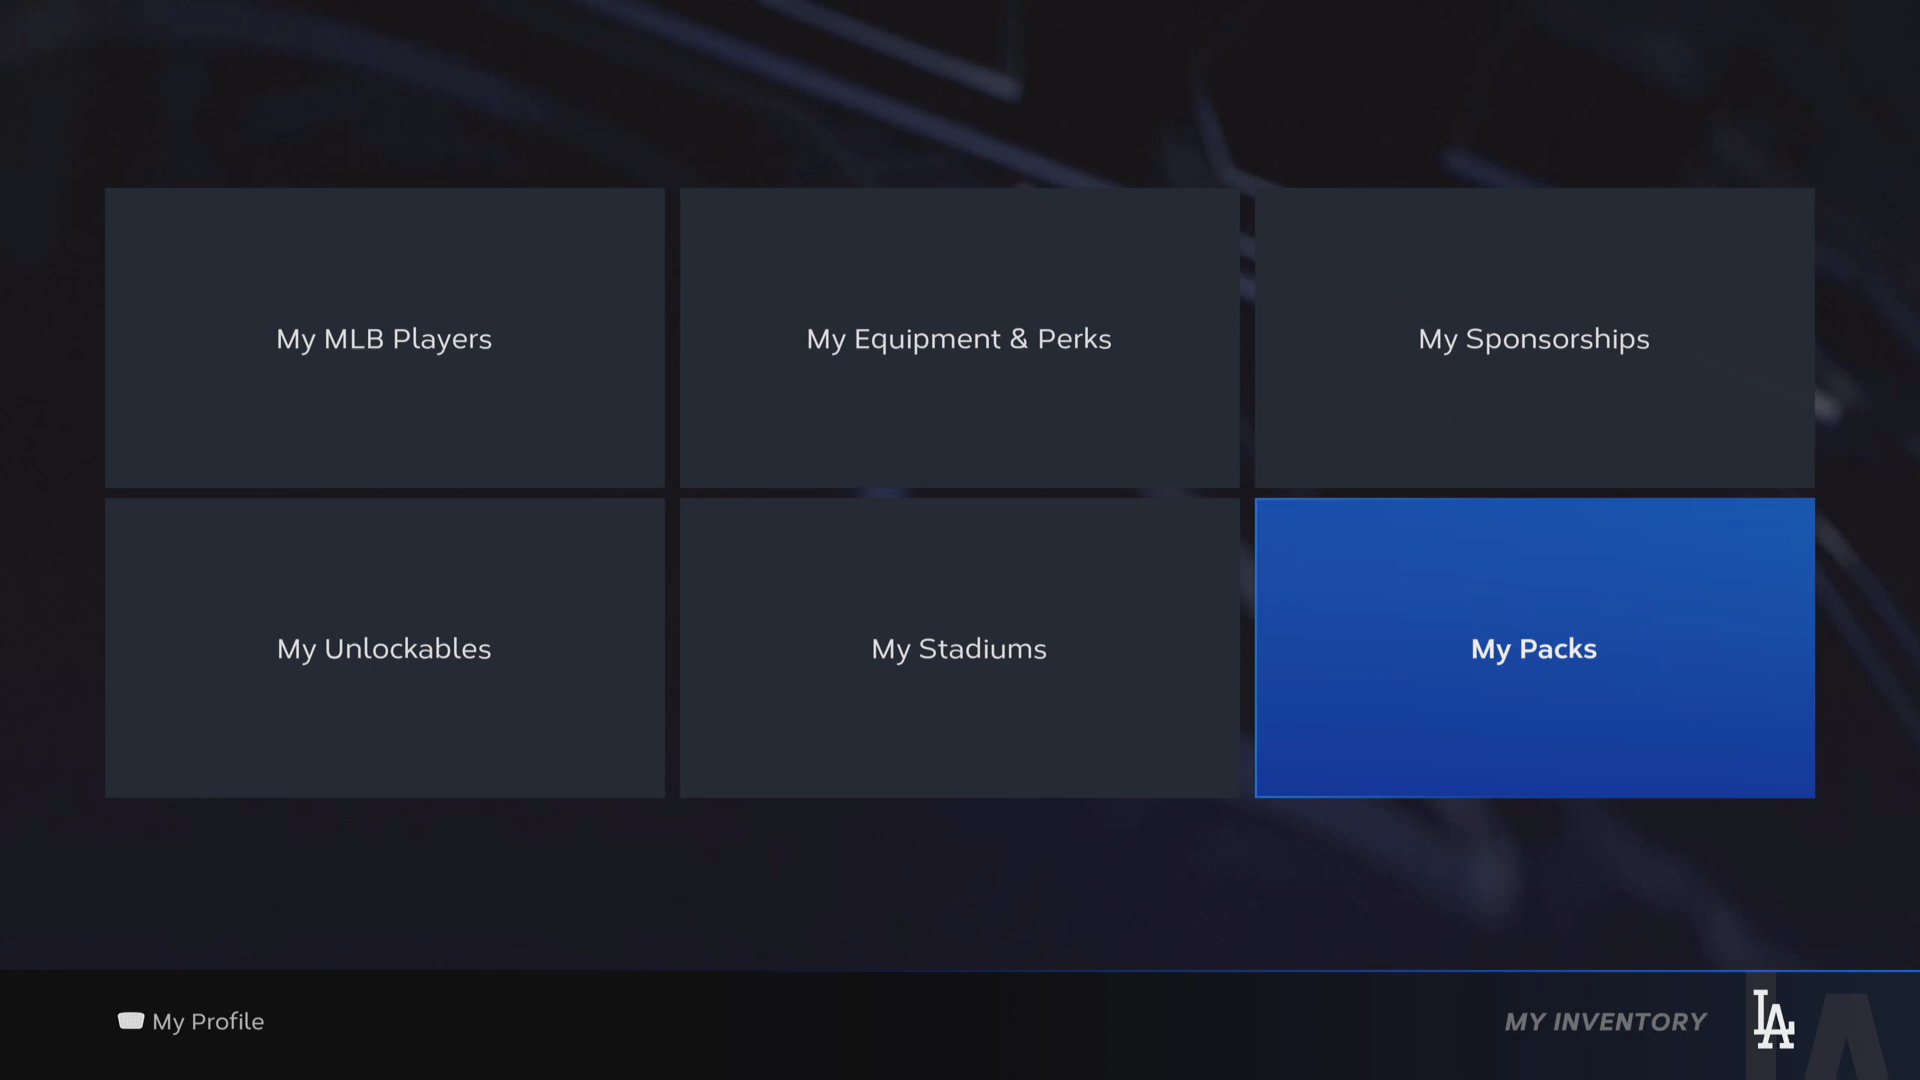 My MLB Players
My Equipment & Perks
My Sponsorships
My Unlockables
My Stadiums
My Packs
My Profile
MY INVENTORY
LA